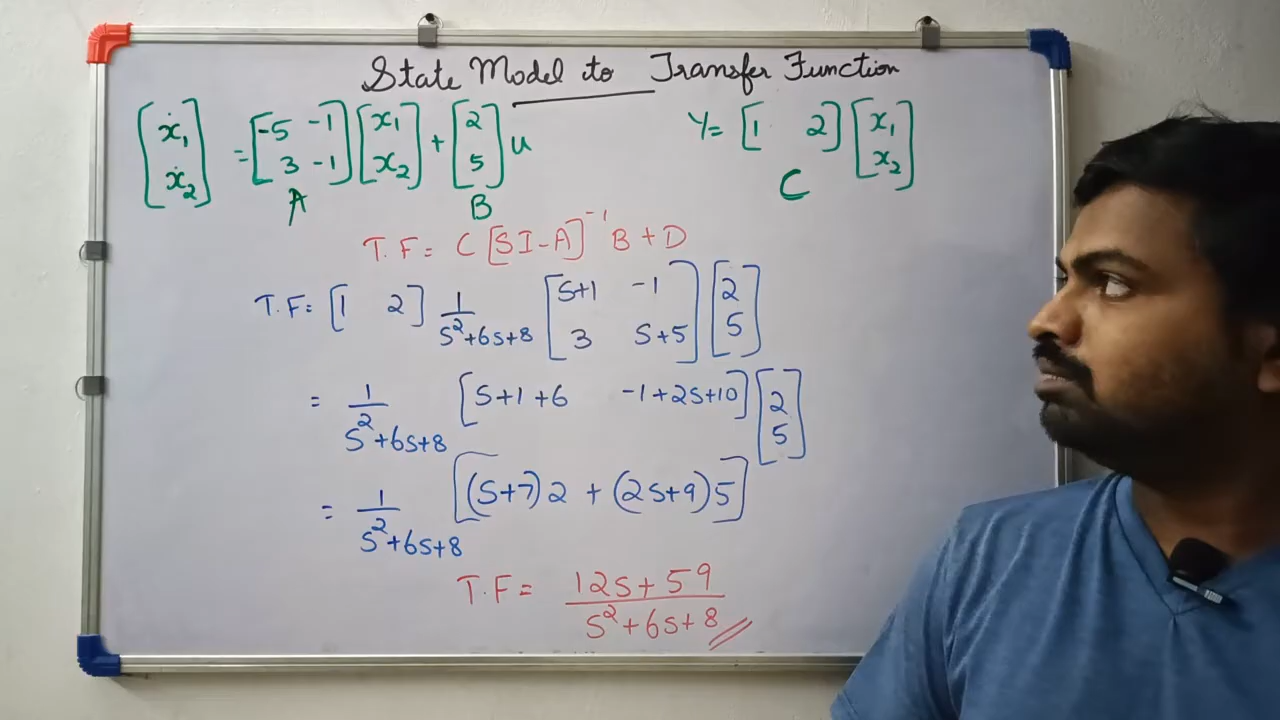 State Model to Transfer Function
[ẋ₁ ẋ₂] = [-5 -1 3 -1] [x₁ x₂] + [2 5] u Y = [1 2] [x₁ x₂]
A B C
T.F = C [SI-A]⁻¹ B + D
T.F = [1 2] 1/S²+6S+8 [S+1 -1 3 S+5] [2 5]
= 1/S²+6S+8 [S+1+6 -1+2S+10] [2 5]
= 1/S²+6S+8 [(S+7)2 + (2S+9)5]
T.F = 12S+59/S²+6S+8